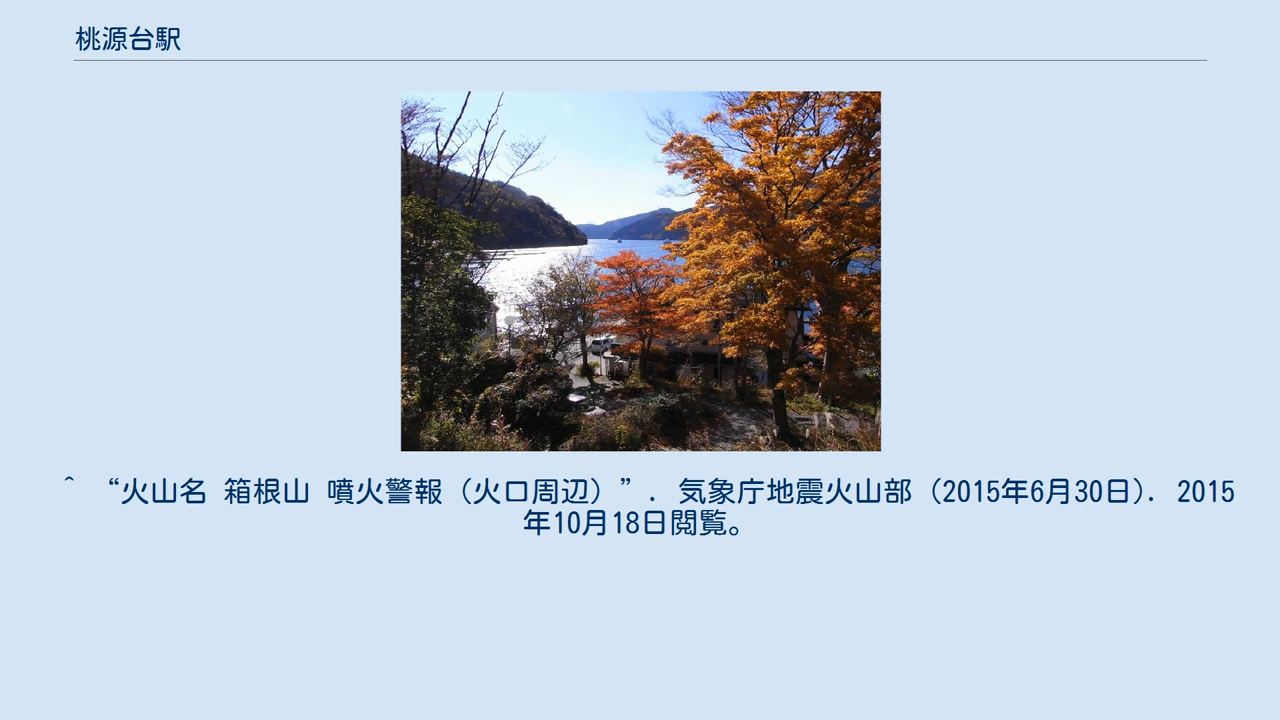 桃源台駅
^ “火山名 箱根山 噴火警報（火口周辺）”. 気象庁地震火山部 (2015年6月30日). 2015
年10月18日閲覧。